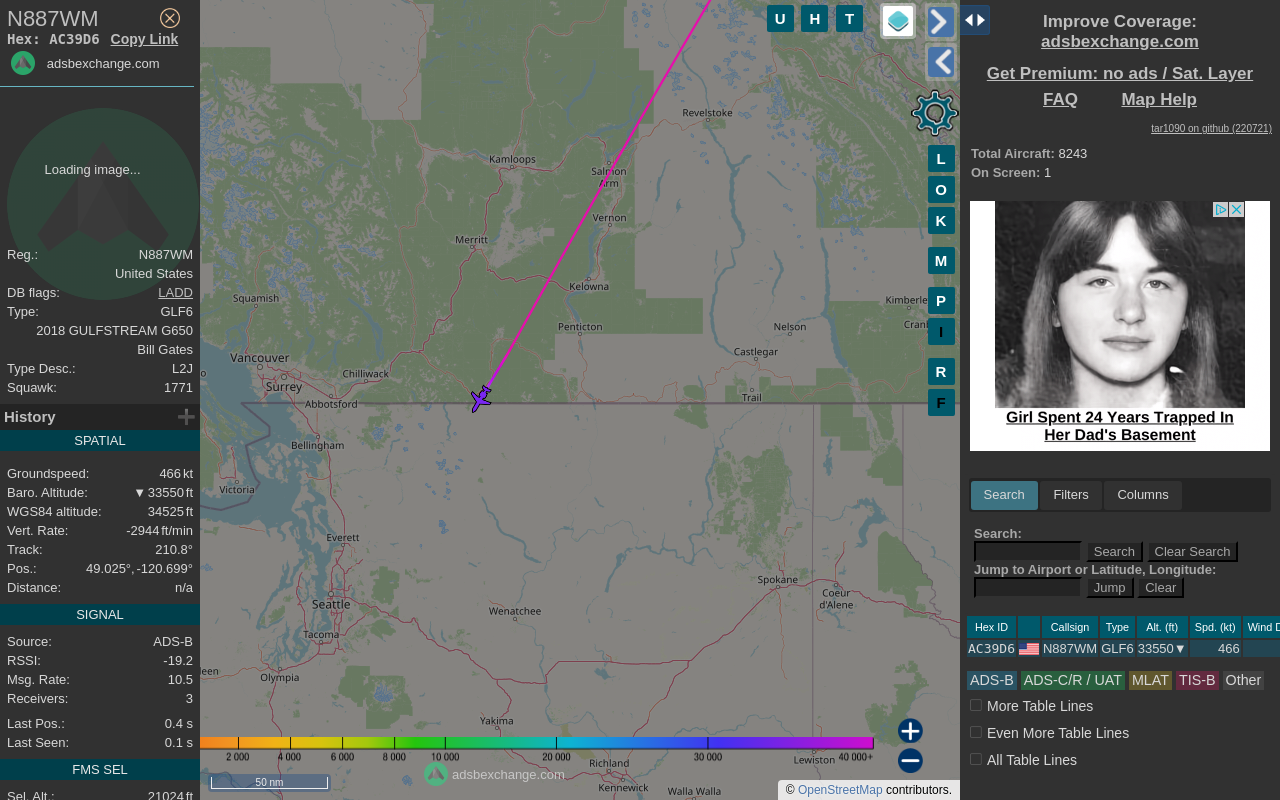 N887WM
Hex: AC39D6 Copy Link
adsbexchange.com
Loading image...
Reg.: N887WM
United States
DB flags: LADD
Type: GLF6
2018 GULFSTREAM G650
Bill Gates
Type Desc.: L2J
Squawk: 1771
History
SPATIAL
Groundspeed: 466 kt
Baro. Altitude: ▼ 33550 ft
WGS84 altitude: 34525 ft
Vert. Rate: -2944 ft/min
Track: 210.8°
Pos.: 49.025°, -120.699°
Distance: n/a
SIGNAL
Source: ADS-B
RSSI: -19.2
Msg. Rate: 10.5
Receivers: 3
Last Pos.: 0.4 s
Last Seen: 0.1 s
FMS SEL
Sel. Alt.: 21024 ft
U H T
L
O
K
M
P
I
R
F
Revelstoke
Kamloops
Salmon
Arm
Vernon
Merritt
Kelowna
Squamish
Kimberle
Penticton
Nelson
Cran
Vancouver
Castlegar
Chilliwack
Surrey
Abbotsford
Trail
Bellingham
Victoria
Everett
Spokane
Coeur
d'Alene
Seattle
Wenatchee
Tacoma
leen
Olympia
Yakima
Richland
Lewiston
Kennewick
Walla Walla
2 000 4 000 6 000 8 000 10 000 20 000 30 000 40 000+
adsbexchange.com
50 nm
© OpenStreetMap contributors.
Improve Coverage:
adsbexchange.com
Get Premium: no ads / Sat. Layer
FAQ Map Help
tar1090 on github (220721)
Total Aircraft: 8243
On Screen: 1
Girl Spent 24 Years Trapped In
Her Dad's Basement
Search Filters Columns
Search:
Search Clear Search
Jump to Airport or Latitude, Longitude:
Jump Clear
Hex ID Callsign Type Alt. (ft) Spd. (kt) Wind D
AC39D6 N887WM GLF6 33550▼ 466
ADS-B ADS-C/R / UAT MLAT TIS-B Other
More Table Lines
Even More Table Lines
All Table Lines